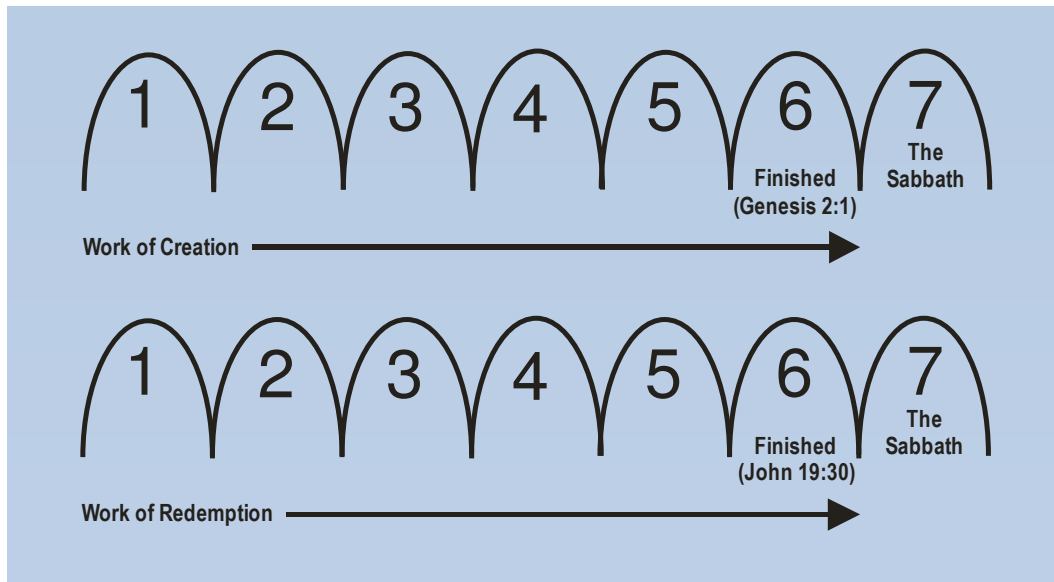 1 2 3 4 5 6 7
The
Sabbath
Finished
(Genesis 2:1)
Work of Creation
1 2 3 4 5 6 7
The
Sabbath
Finished
(John 19:30)
Work of Redemption